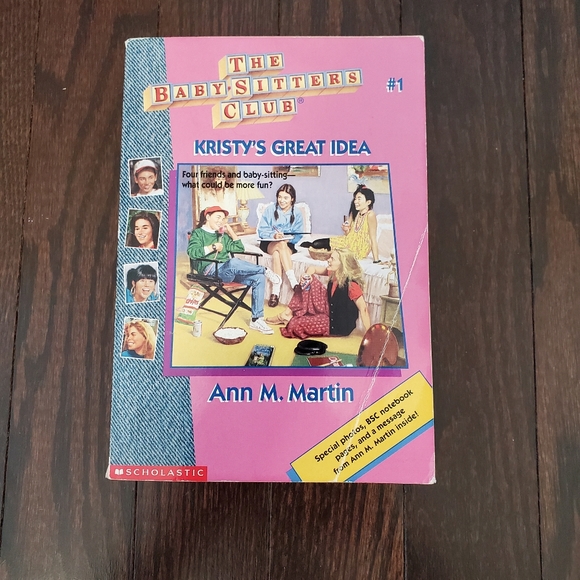 THE
BABY-SITTERS
CLUB®
#1
KRISTY'S GREAT IDEA
Four friends and baby-sitting—
what could be more fun?
Ann M. Martin
Special photos, BSC notebook
pages, and a message
from Ann M. Martin inside!
SCHOLASTIC